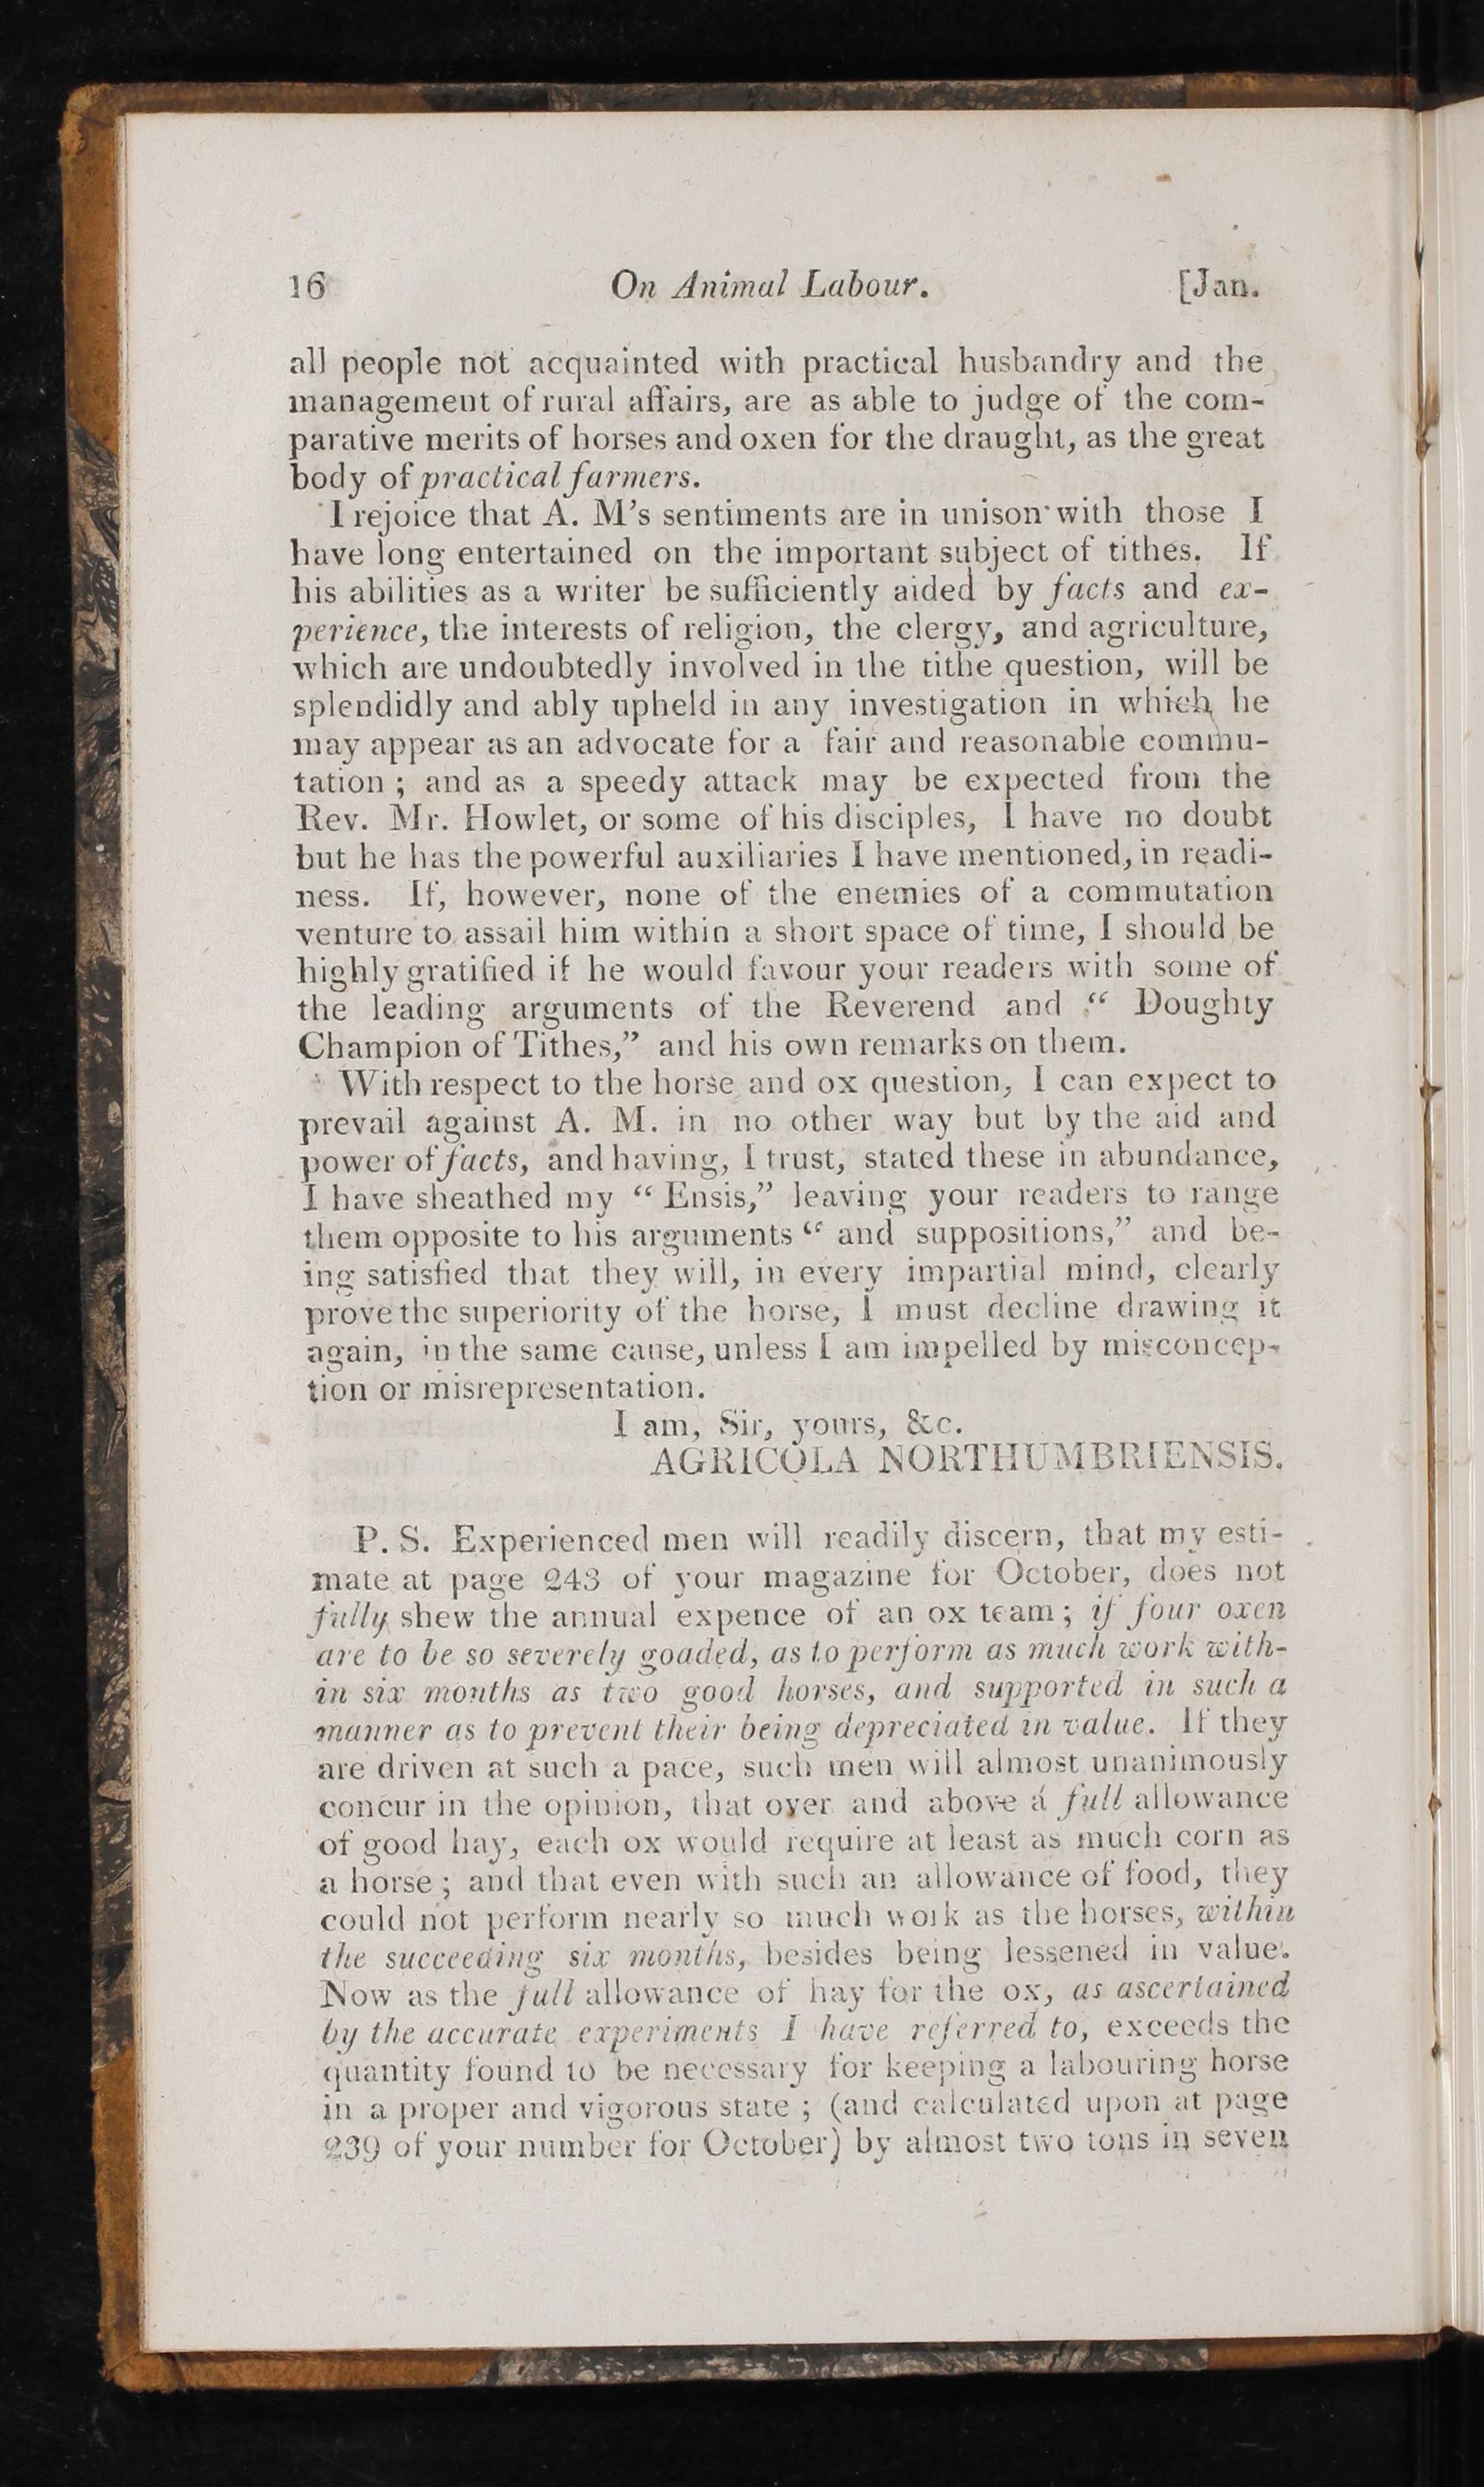 16 On Animal Labour. [Jan.
all people not acquainted with practical husbandry and the
management of rural affairs, are as able to judge of the com-
parative merits of horses and oxen for the draught, as the great
body of practical farmers.
I rejoice that A. M's sentiments are in unison with those I
have long entertained on the important subject of tithes. If
his abilities as a writer be sufficiently aided by facts and ex-
perience, the interests of religion, the clergy, and agriculture,
which are undoubtedly involved in the tithe question, will be
splendidly and ably upheld in any investigation in which he
may appear as an advocate for a fair and reasonable commu-
tation ; and as a speedy attack may be expected from the
Rev. Mr. Howlet, or some of his disciples, I have no doubt
but he has the powerful auxiliaries I have mentioned, in readi-
ness. If, however, none of the enemies of a commutation
venture to assail him within a short space of time, I should be
highly gratified if he would favour your readers with some of
the leading arguments of the Reverend and “ Doughty
Champion of Tithes,” and his own remarks on them.
With respect to the horse and ox question, I can expect to
prevail against A. M. in no other way but by the aid and
power of facts, and having, I trust, stated these in abundance,
I have sheathed my “ Ensis,” leaving your readers to range
them opposite to his arguments “ and suppositions,” and be-
ing satisfied that they will, in every impartial mind, clearly
prove the superiority of the horse, I must decline drawing it
again, in the same cause, unless I am impelled by misconcep-
tion or misrepresentation.
I am, Sir, yours, &c.
AGRICOLA NORTHUMBRIENSIS.
P. S. Experienced men will readily discern, that my esti-
mate at page 243 of your magazine for October, does not
fully shew the annual expence of an ox team ; if four oxen
are to be so severely goaded, as to perform as much work with-
in six months as two good horses, and supported in such a
manner as to prevent their being depreciated in value. If they
are driven at such a pace, such men will almost unanimously
concur in the opinion, that over and above a full allowance
of good hay, each ox would require at least as much corn as
a horse ; and that even with such an allowance of food, they
could not perform nearly so much work as the horses, within
the succeeding six months, besides being lessened in value.
Now as the full allowance of hay for the ox, as ascertained
by the accurate experiments I have referred to, exceeds the
quantity found to be necessary for keeping a labouring horse
in a proper and vigorous state ; (and calculated upon at page
239 of your number for October) by almost two tons in seven